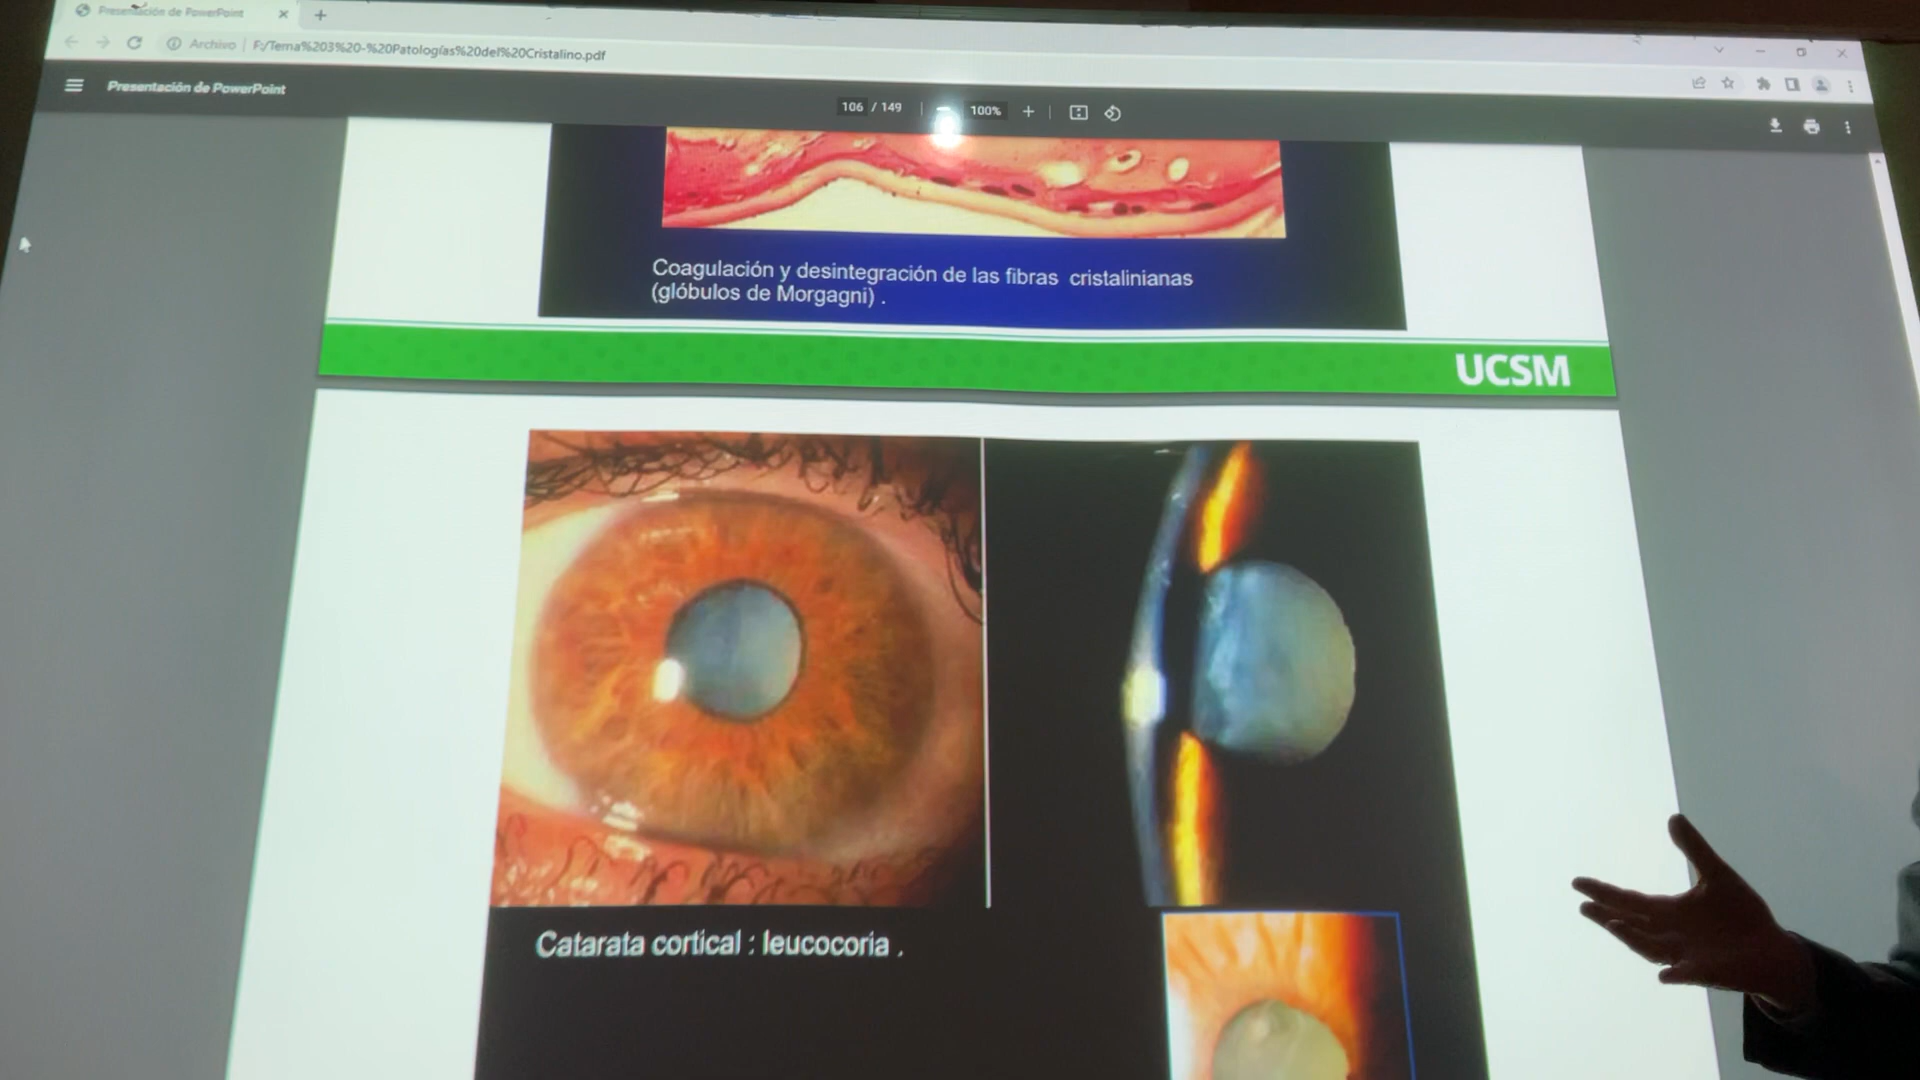 Presentación de PowerPoint
Archivo
F:/Tema%203%20-%20Patologías%20del%20Cristalino.pdf
Presentación de PowerPoint
106 / 149
100%
Coagulación y desintegración de las fibras cristalinianas
(glóbulos de Morgagni) .
UCSM
Catarata cortical : leucocoria .